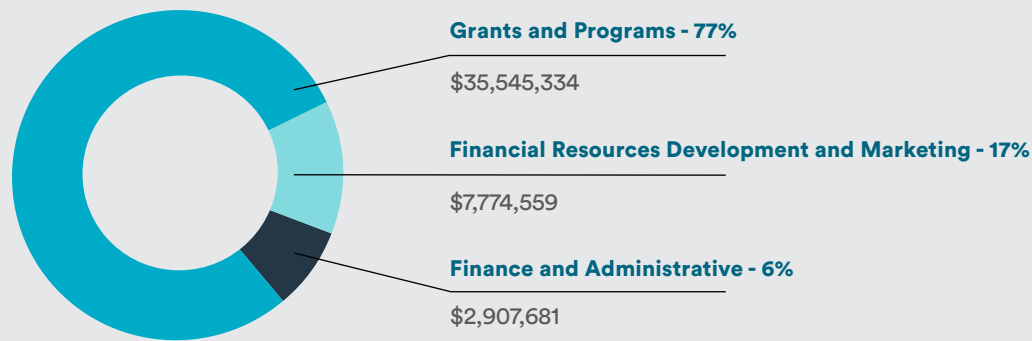 Grants and Programs - 77%
$35,545,334
Financial Resources Development and Marketing - 17%
$7,774,559
Finance and Administrative - 6%
$2,907,681